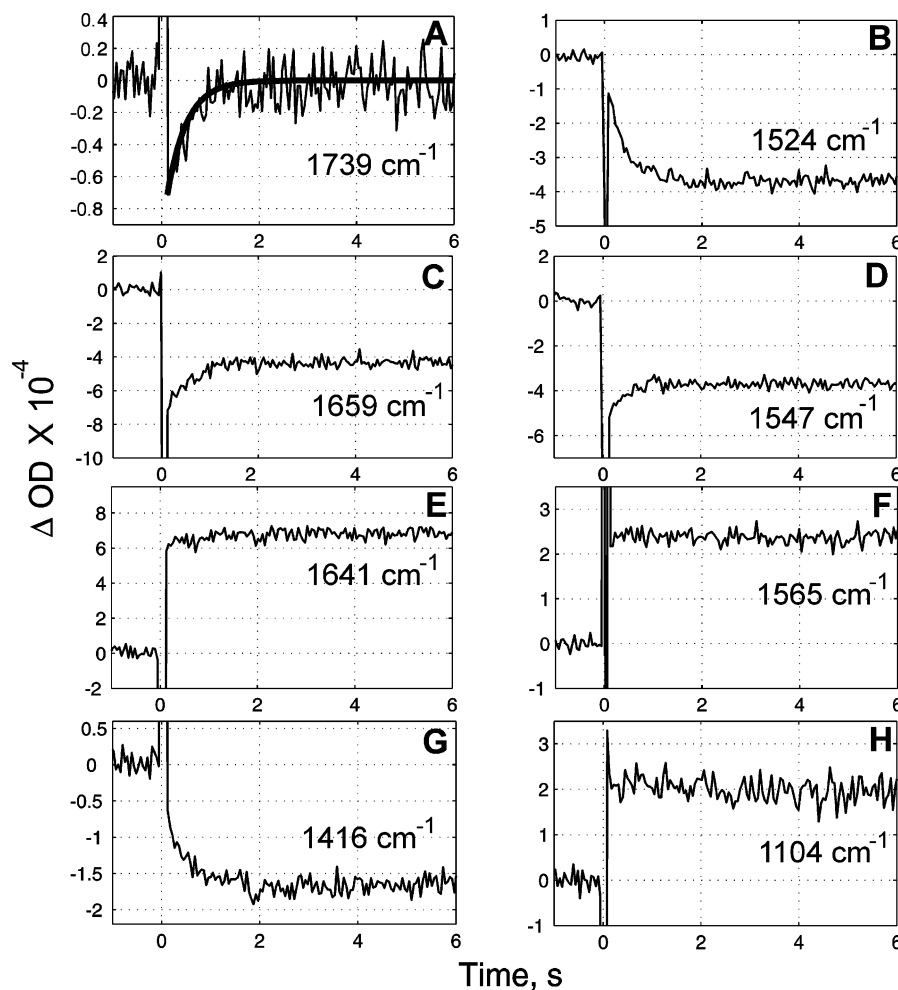 A
0.4
0.2
0
-0.2
-0.4
-0.6
-0.8
1739 cm-1
0 2 4 6
B
1
0
-1
-2
-3
-4
-5
1524 cm-1
0 2 4 6
C
2
0
-2
-4
-6
-8
-10
1659 cm-1
0 2 4 6
D
2
0
-2
-4
-6
1547 cm-1
0 2 4 6
Δ OD X 10-4
E
8
6
4
2
0
-2
1641 cm-1
0 2 4 6
F
3
2
1
0
-1
1565 cm-1
0 2 4 6
G
0.5
0
-0.5
-1
-1.5
-2
1416 cm-1
0 2 4 6
H
3
2
1
0
-1
1104 cm-1
0 2 4 6
Time, s